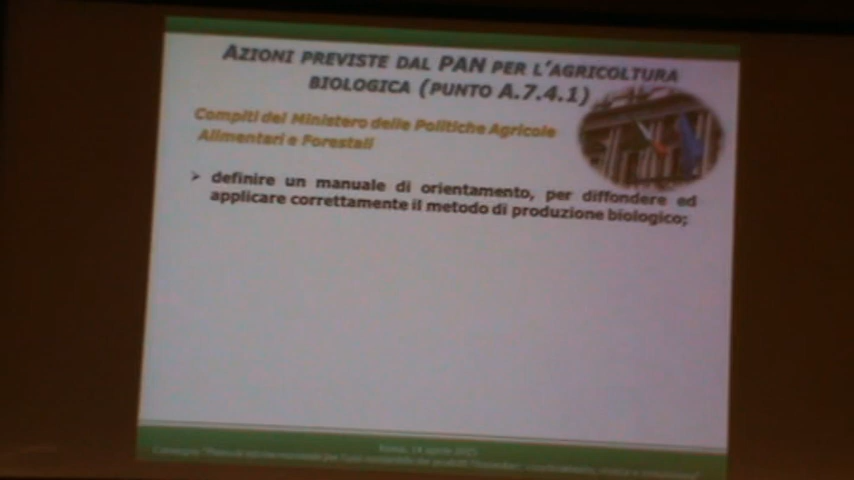 AZIONI PREVISTE DAL PAN PER L'AGRICOLTURA
BIOLOGICA (PUNTO A.7.4.1)
Compiti del Ministero delle Politiche Agricole
Alimentari e Forestali
➢ definire un manuale di orientamento, per diffondere ed
applicare correttamente il metodo di produzione biologico;